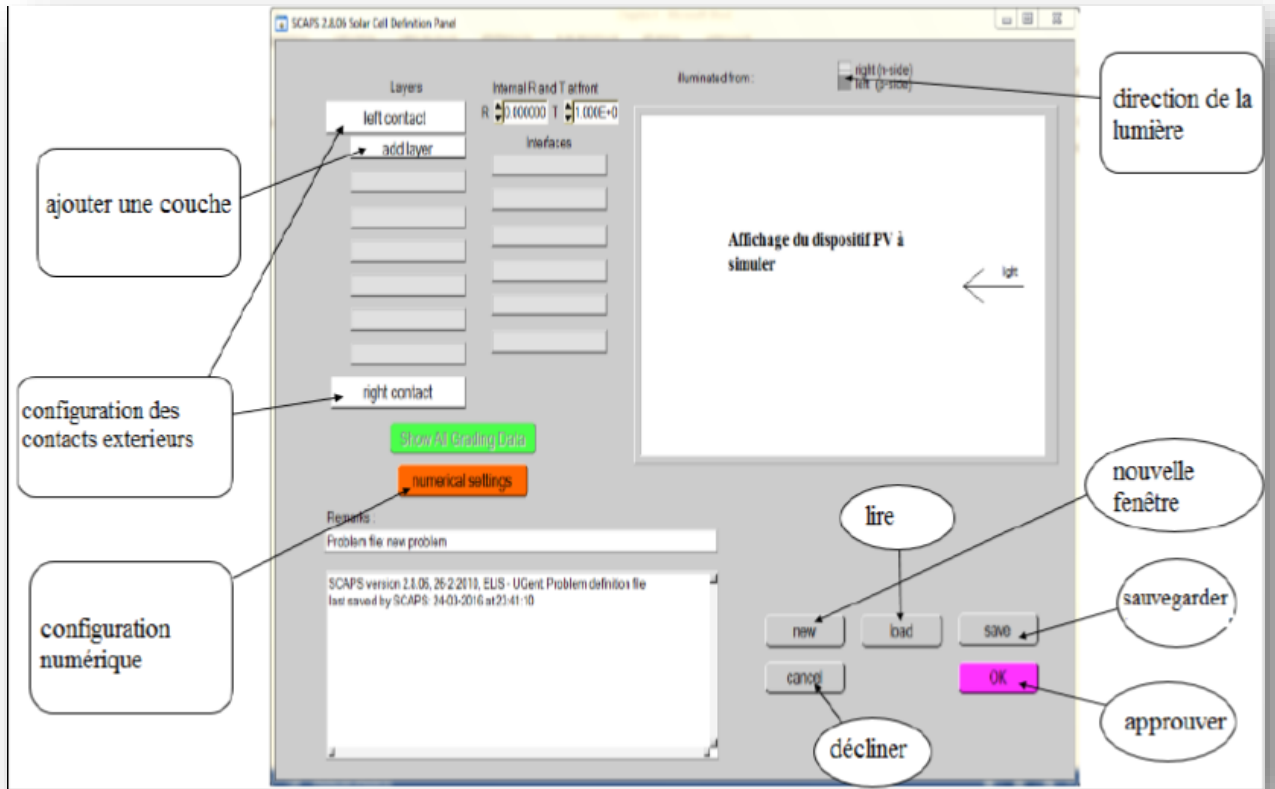 SCAPS 2.8.06 Solar Cell Definition Panel
Layers
Internal R and T at front
illuminated from :
right (n-side)
left (p-side)
direction de la
lumière
left contact
R 0.000000 T 1.000E+0
add layer
Interfaces
ajouter une couche
Affichage du dispositif PV à
simuler
light
right contact
configuration des
contacts exterieurs
Show All Grading Data
numerical settings
nouvelle
fenêtre
lire
Remarks :
Problem file: new problem
SCAPS version 2.8.06, 26-2-2010, ELIS - UGent: Problem definition file
last saved by SCAPS: 24-03-2016 at 23:41:10
sauvegarder
configuration
numérique
new
load
save
cancel
OK
approuver
décliner